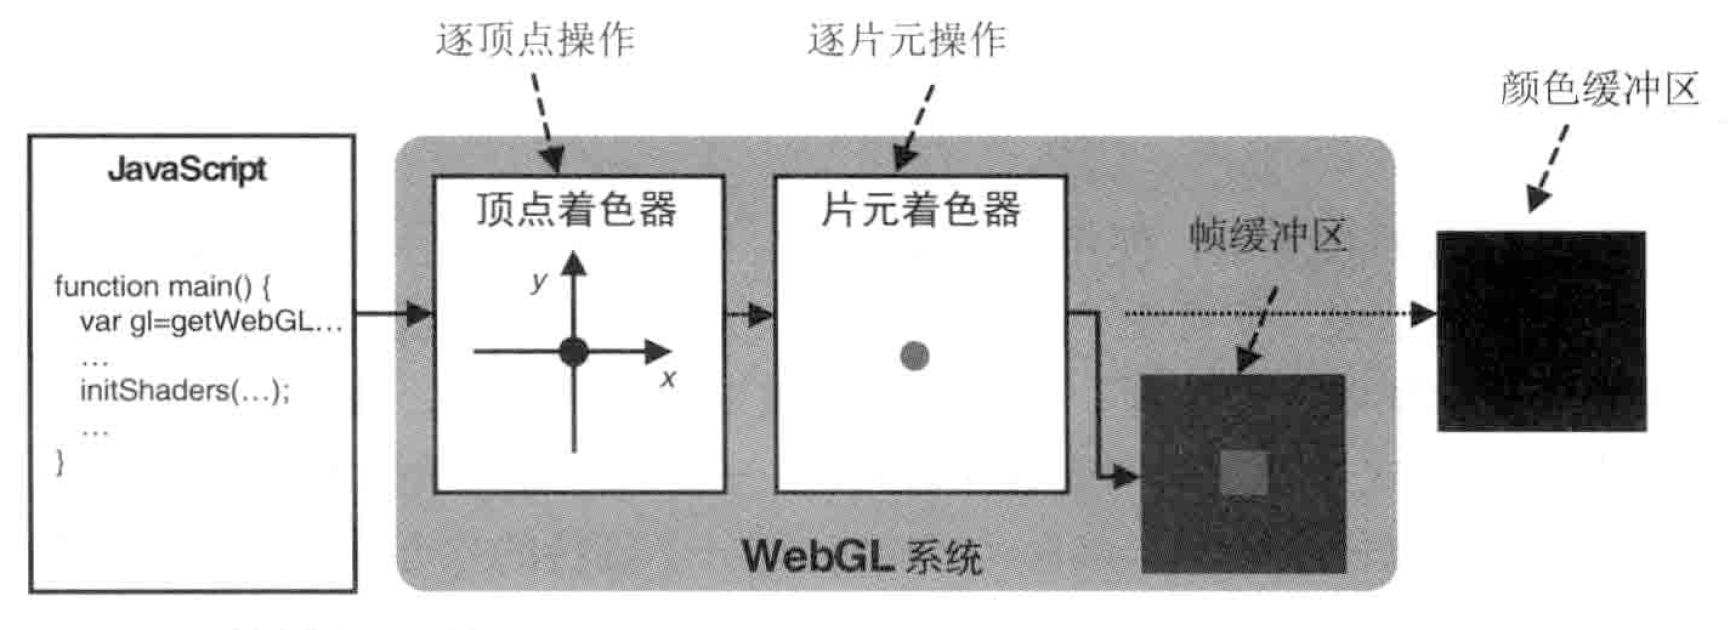 逐顶点操作
逐片元操作
颜色缓冲区
JavaScript
function main() {
var gl=getWebGL…
…
initShaders(…);
…
}
顶点着色器
y
x
片元着色器
帧缓冲区
WebGL 系统